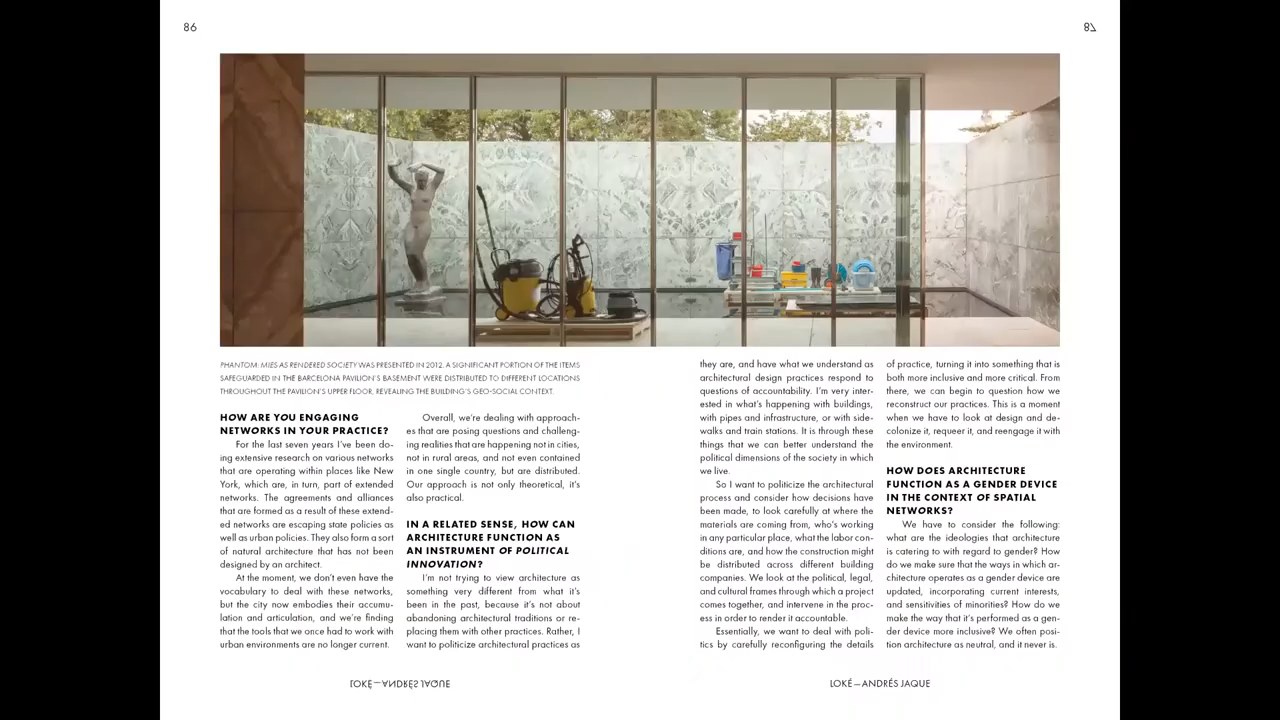 86
87
PHANTOM: MIES AS RENDERED SOCIETY WAS PRESENTED IN 2012. A SIGNIFICANT PORTION OF THE ITEMS
SAFEGUARDED IN THE BARCELONA PAVILION'S BASEMENT WERE DISTRIBUTED TO DIFFERENT LOCATIONS
THROUGHOUT THE PAVILION'S UPPER FLOOR, REVEALING THE BUILDING'S GEO-SOCIAL CONTEXT.
HOW ARE YOU ENGAGING
NETWORKS IN YOUR PRACTICE?
For the last seven years I've been do-
ing extensive research on various networks
that are operating within places like New
York, which are, in turn, part of extended
networks. The agreements and alliances
that are formed as a result of these extend-
ed networks are escaping state policies as
well as urban policies. They also form a sort
of natural architecture that has not been
designed by an architect.
At the moment, we don't even have the
vocabulary to deal with these networks,
but the city now embodies their accumu-
lation and articulation, and we're finding
that the tools that we once had to work with
urban environments are no longer current.
Overall, we're dealing with approach-
es that are posing questions and challeng-
ing realities that are happening not in cities,
not in rural areas, and not even contained
in one single country, but are distributed.
Our approach is not only theoretical, it's
also practical.
IN A RELATED SENSE, HOW CAN
ARCHITECTURE FUNCTION AS
AN INSTRUMENT OF POLITICAL
INNOVATION?
I'm not trying to view architecture as
something very different from what it's
been in the past, because it's not about
abandoning architectural traditions or re-
placing them with other practices. Rather, I
want to politicize architectural practices as
they are, and have what we understand as
architectural design practices respond to
questions of accountability. I'm very inter-
ested in what's happening with buildings,
with pipes and infrastructure, or with side-
walks and train stations. It is through these
things that we can better understand the
political dimensions of the society in which
we live.
So I want to politicize the architectural
process and consider how decisions have
been made, to look carefully at where the
materials are coming from, who's working
in any particular place, what the labor con-
ditions are, and how the construction might
be distributed across different building
companies. We look at the political, legal,
and cultural frames through which a project
comes together, and intervene in the proc-
ess in order to render it accountable.
Essentially, we want to deal with poli-
tics by carefully reconfiguring the details
of practice, turning it into something that is
both more inclusive and more critical. From
there, we can begin to question how we
reconstruct our practices. This is a moment
when we have to look at design and de-
colonize it, requeer it, and reengage it with
the environment.
HOW DOES ARCHITECTURE
FUNCTION AS A GENDER DEVICE
IN THE CONTEXT OF SPATIAL
NETWORKS?
We have to consider the following:
what are the ideologies that architecture
is catering to with regard to gender? How
do we make sure that the ways in which ar-
chitecture operates as a gender device are
updated, incorporating current interests,
and sensitivities of minorities? How do we
make the way that it's performed as a gen-
der device more inclusive? We often posi-
tion architecture as neutral, and it never is.
LOKÉ—ANDRÉS JAQUE
LOKÉ—ANDRÉS JAQUE